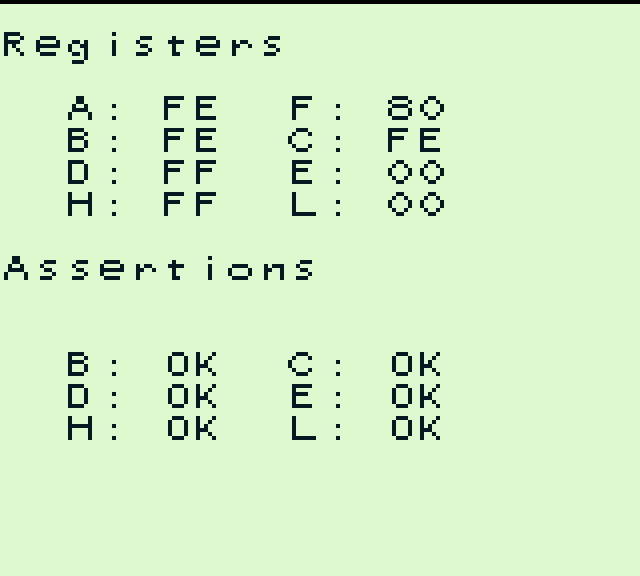 Registers
A: FE F: 80
B: FE C: FE
D: FF E: 00
H: FF L: 00
Assertions
B: OK C: OK
D: OK E: OK
H: OK L: OK